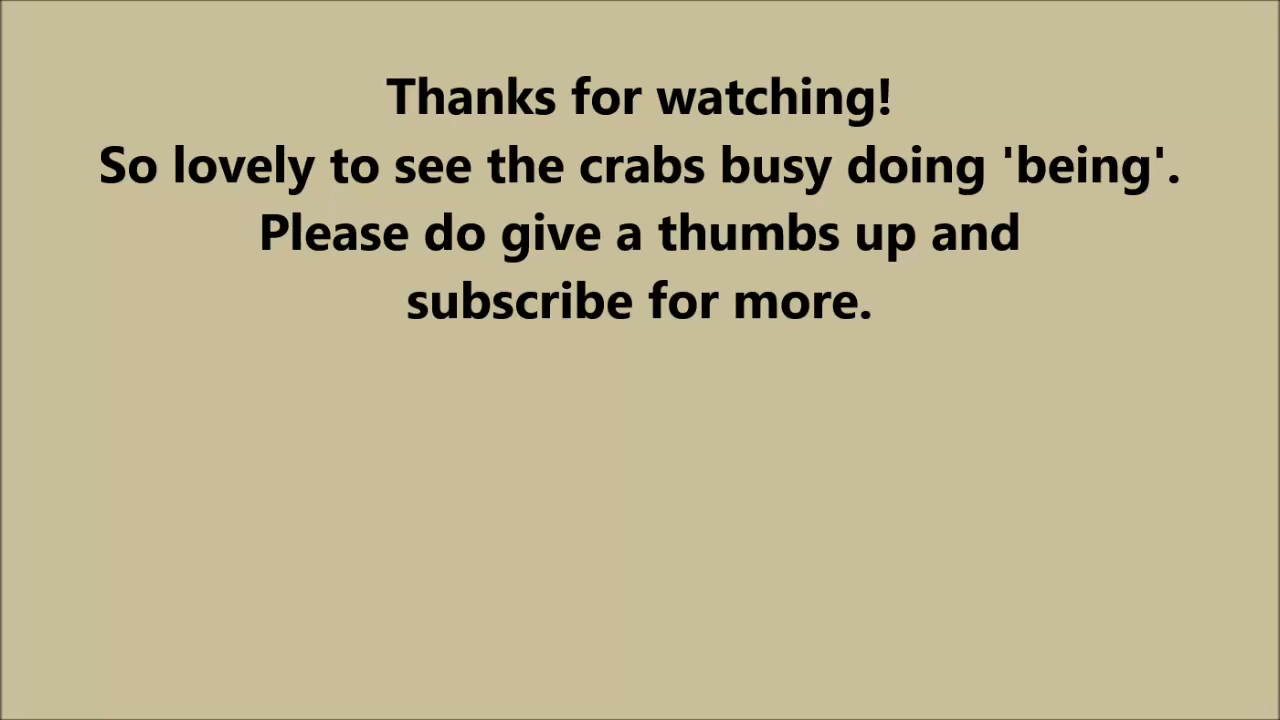 Thanks for watching!
So lovely to see the crabs busy doing 'being'.
Please do give a thumbs up and
subscribe for more.